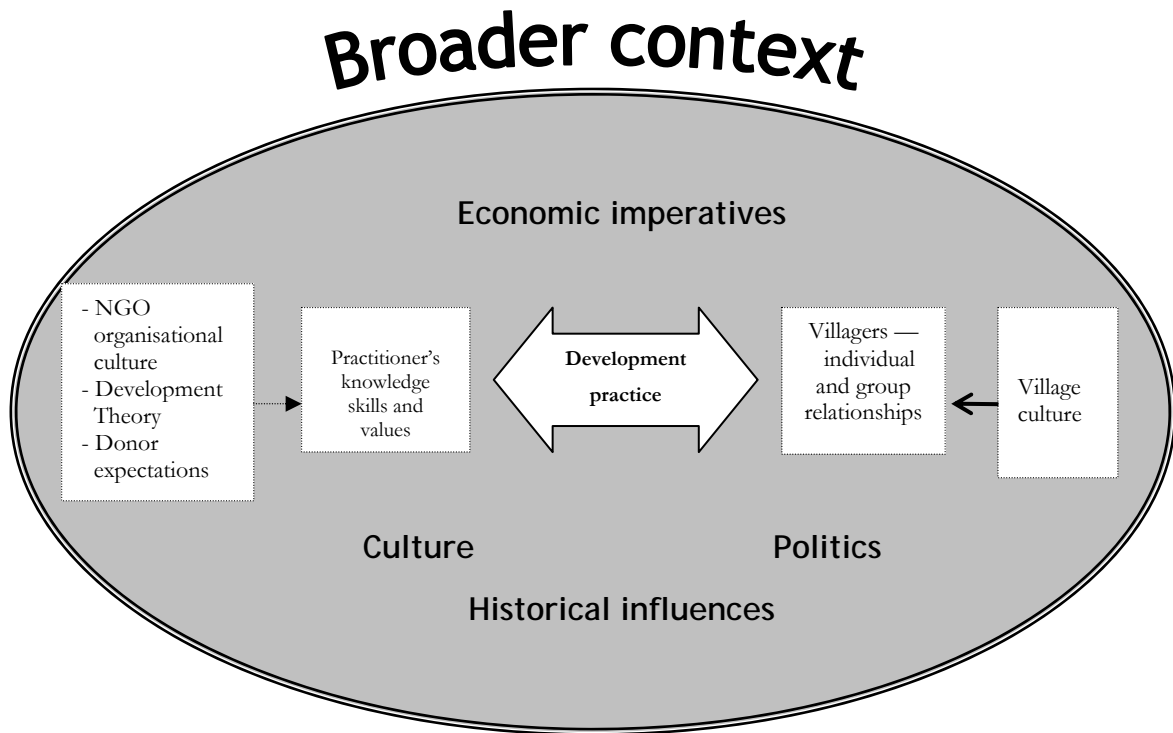 Broader context
Economic imperatives
- NGO
organisational
culture
- Development
Theory
- Donor
expectations
Practitioner's
knowledge
skills and
values
Development
practice
Villagers —
individual
and group
relationships
Village
culture
Culture
Politics
Historical influences